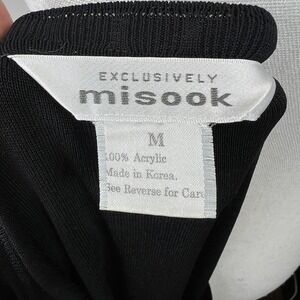 EXCLUSIVELY
misook
M
100% Acrylic
Made in Korea.
See Reverse for Care